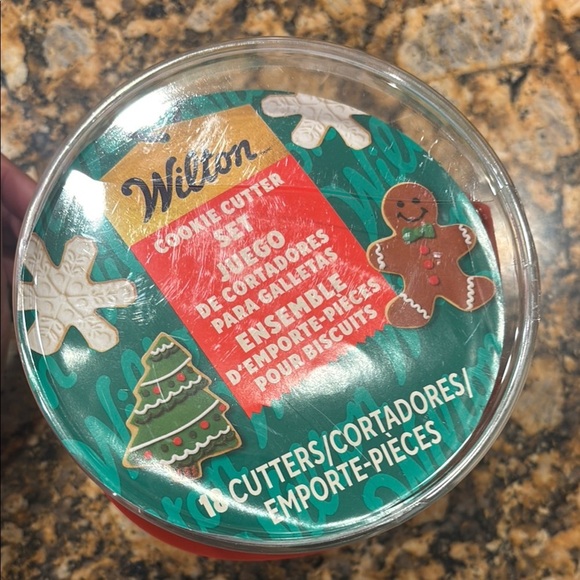 Wilton
COOKIE CUTTER
SET
JUEGO
DE CORTADORES
PARA GALLETAS
ENSEMBLE
D'EMPORTE-PIÈCES
POUR BISCUITS
18 CUTTERS/CORTADORES/
EMPORTE-PIÈCES